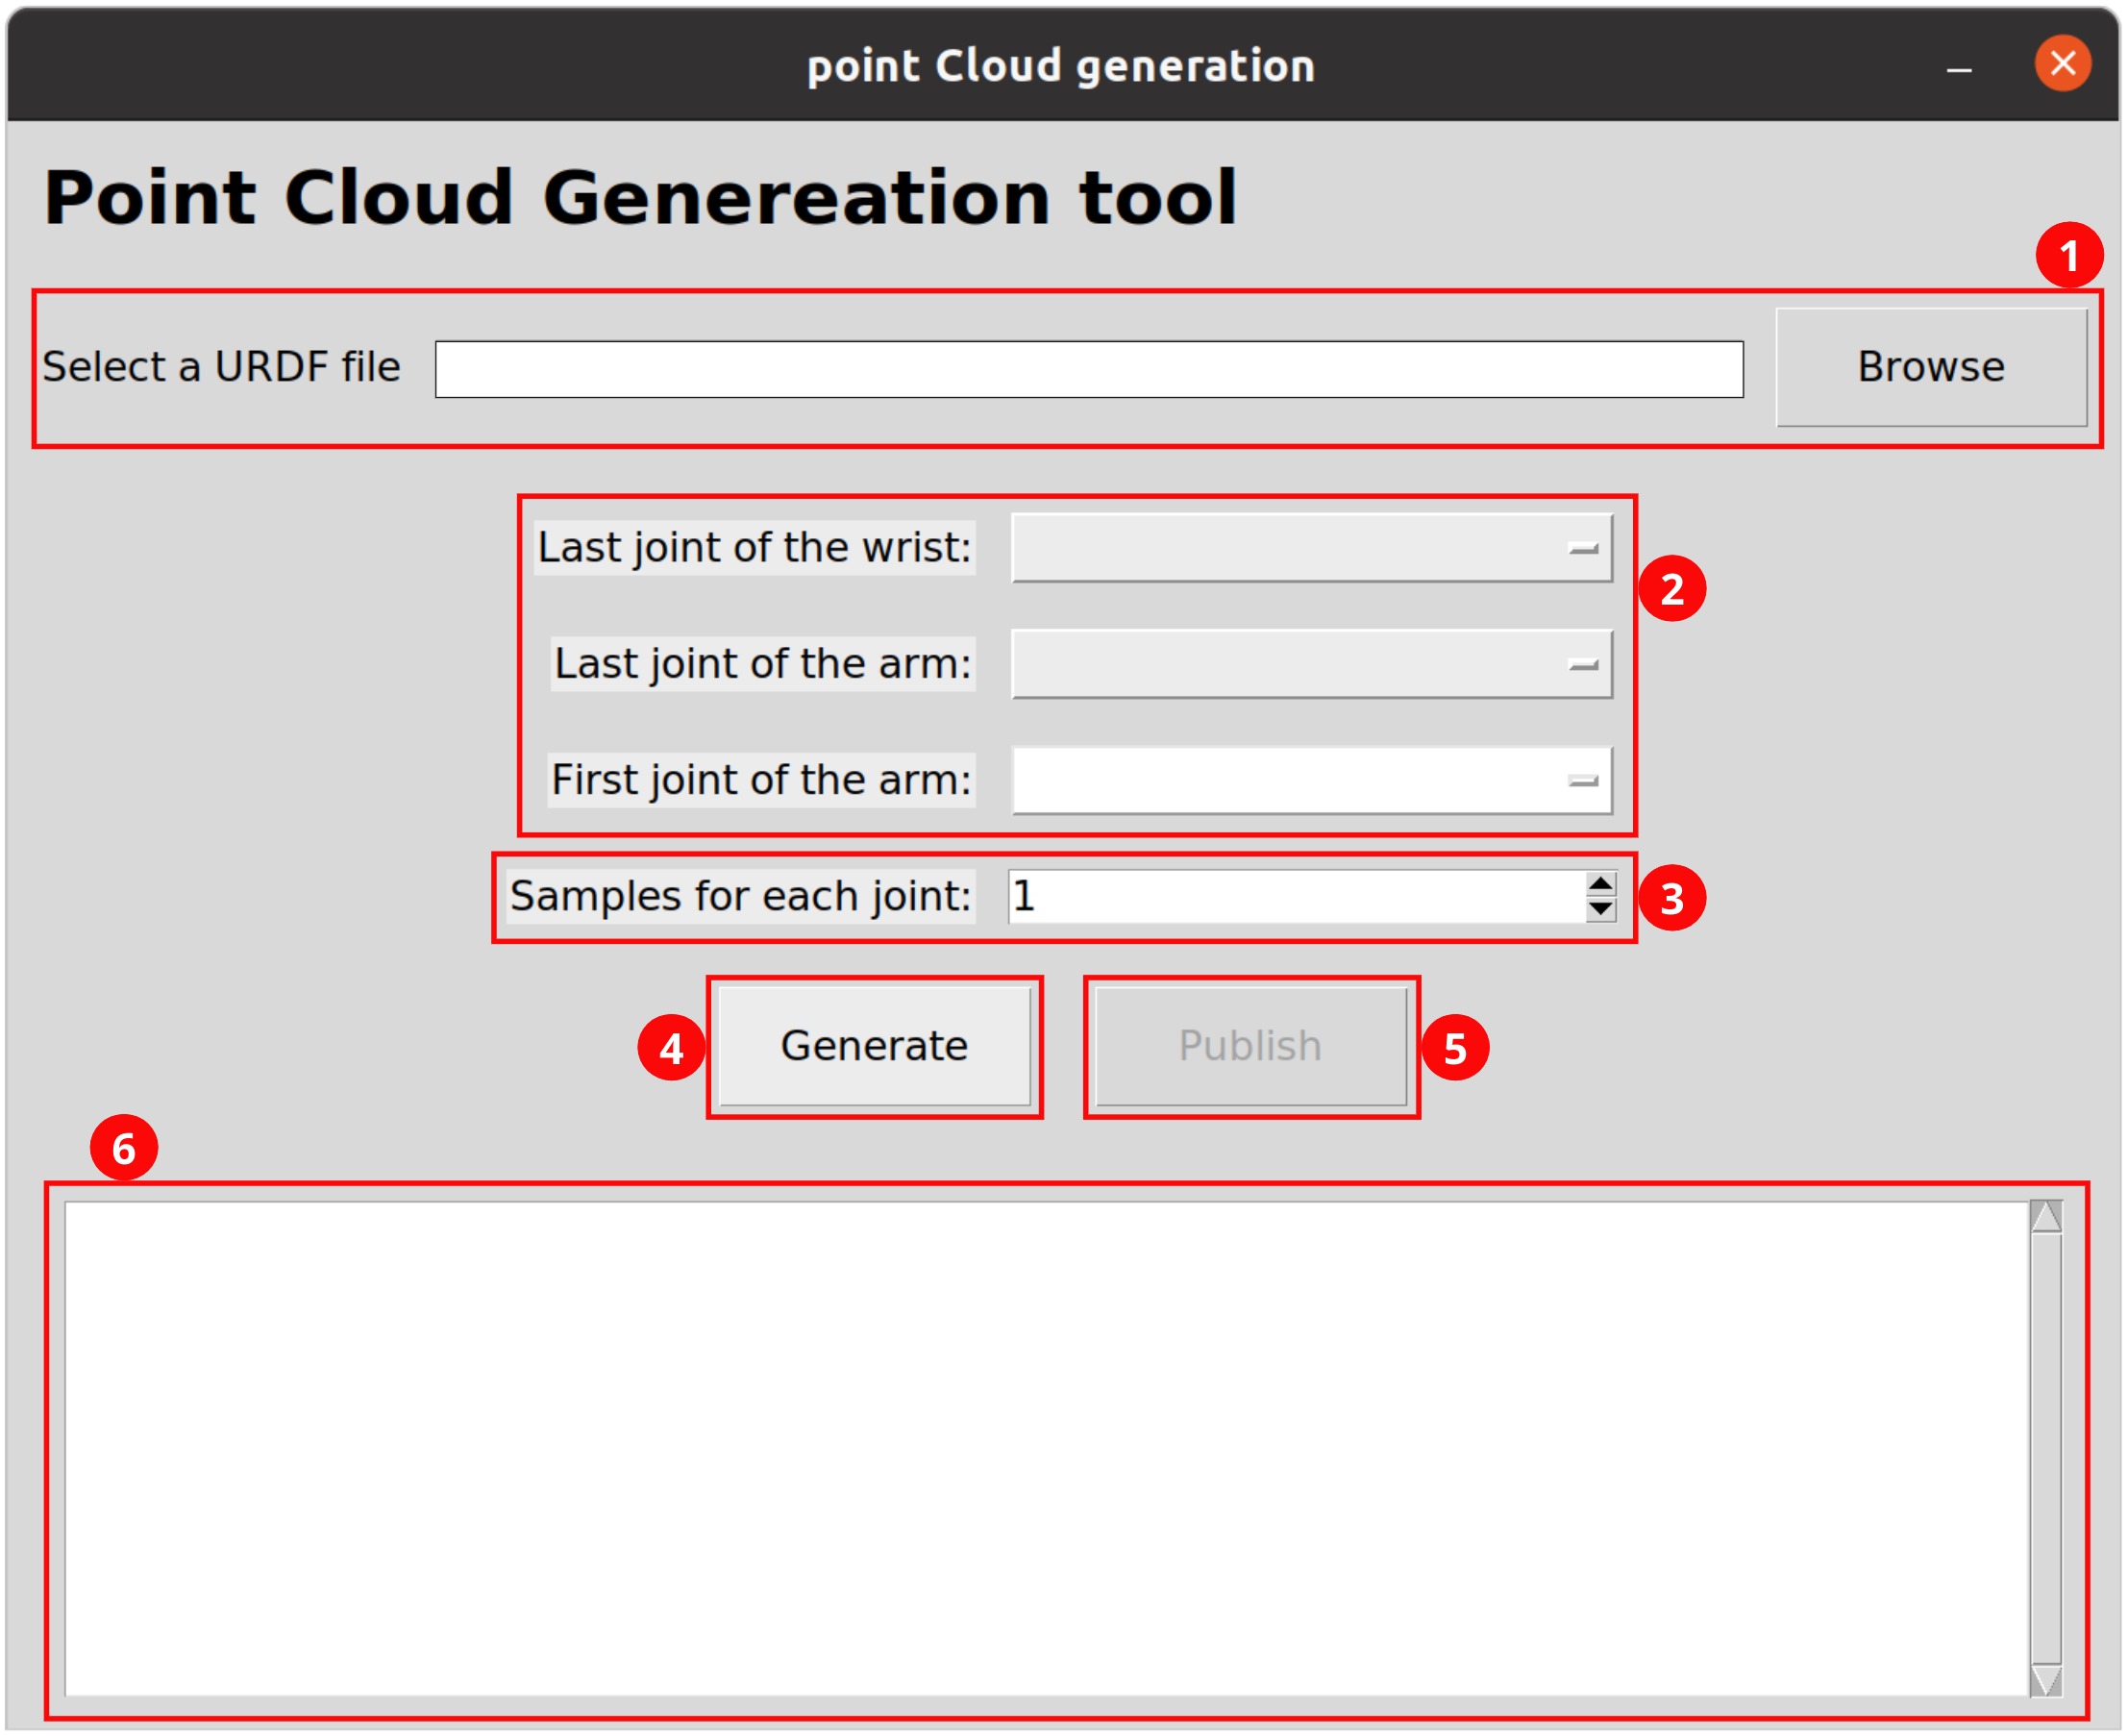 point Cloud generation
Point Cloud Genereation tool
1
Select a URDF file Browse
Last joint of the wrist:
2
Last joint of the arm:
First joint of the arm:
Samples for each joint: 1 3
4 Generate Publish 5
6